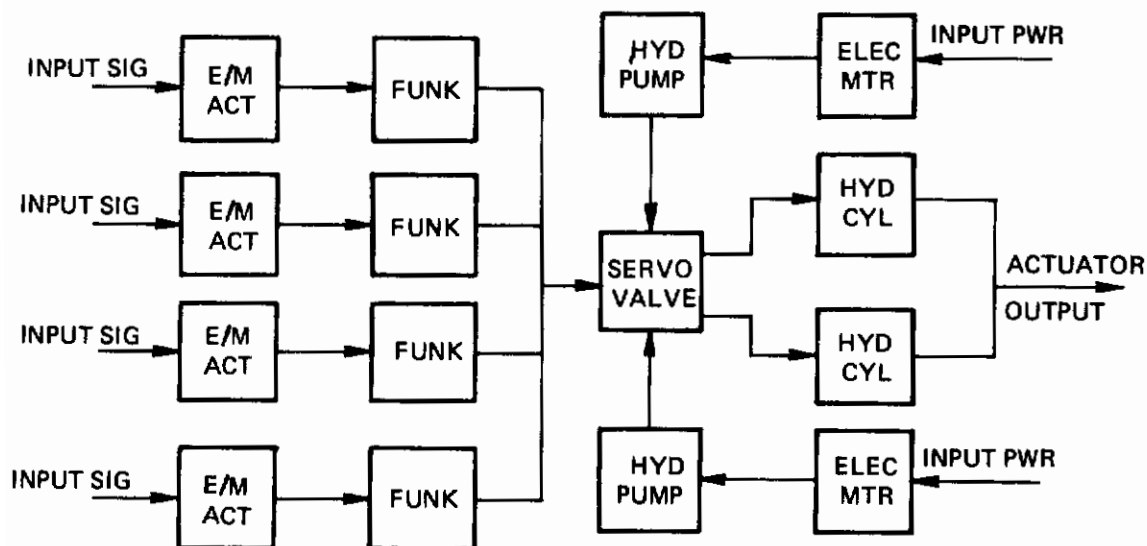 INPUT SIG
E/M
ACT
FUNK
INPUT SIG
E/M
ACT
FUNK
INPUT SIG
E/M
ACT
FUNK
INPUT SIG
E/M
ACT
FUNK
HYD
PUMP
ELEC
MTR
INPUT PWR
SERVO
VALVE
HYD
CYL
HYD
CYL
ACTUATOR
OUTPUT
HYD
PUMP
ELEC
MTR
INPUT PWR